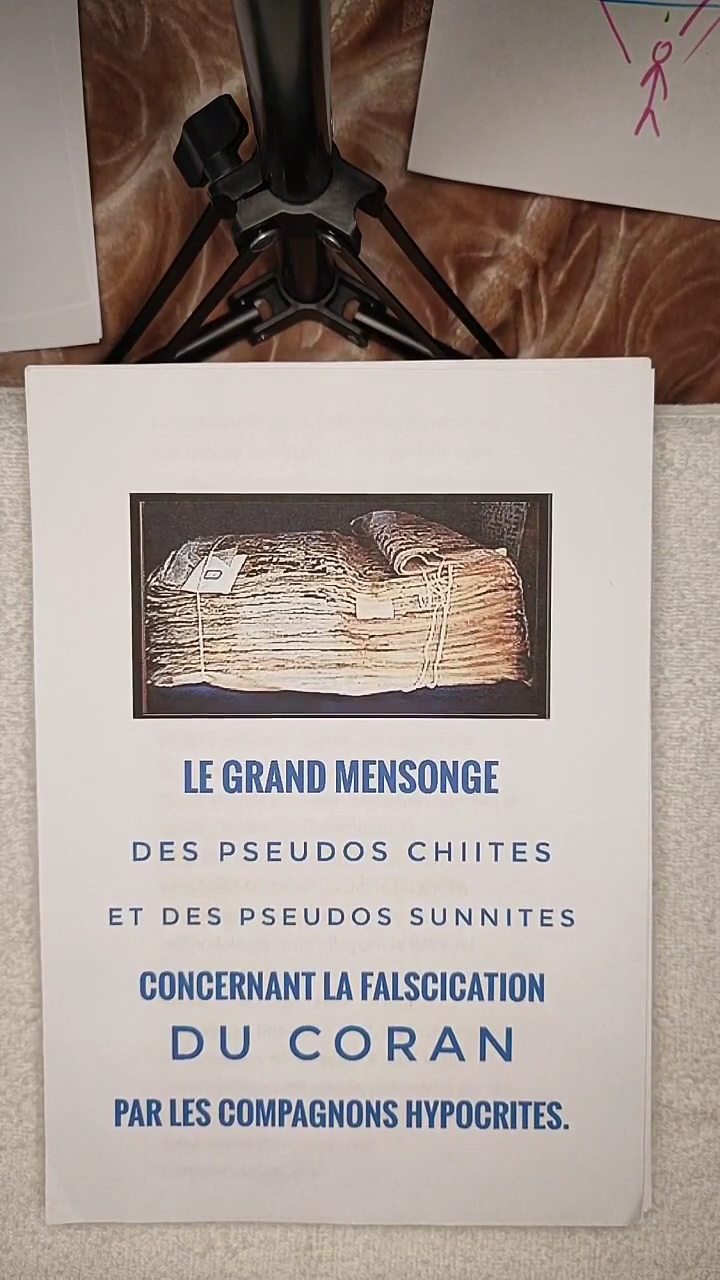 LE GRAND MENSONGE
DES PSEUDOS CHIITES
ET DES PSEUDOS SUNNITES
CONCERNANT LA FALSCICATION
DU CORAN
PAR LES COMPAGNONS HYPOCRITES.